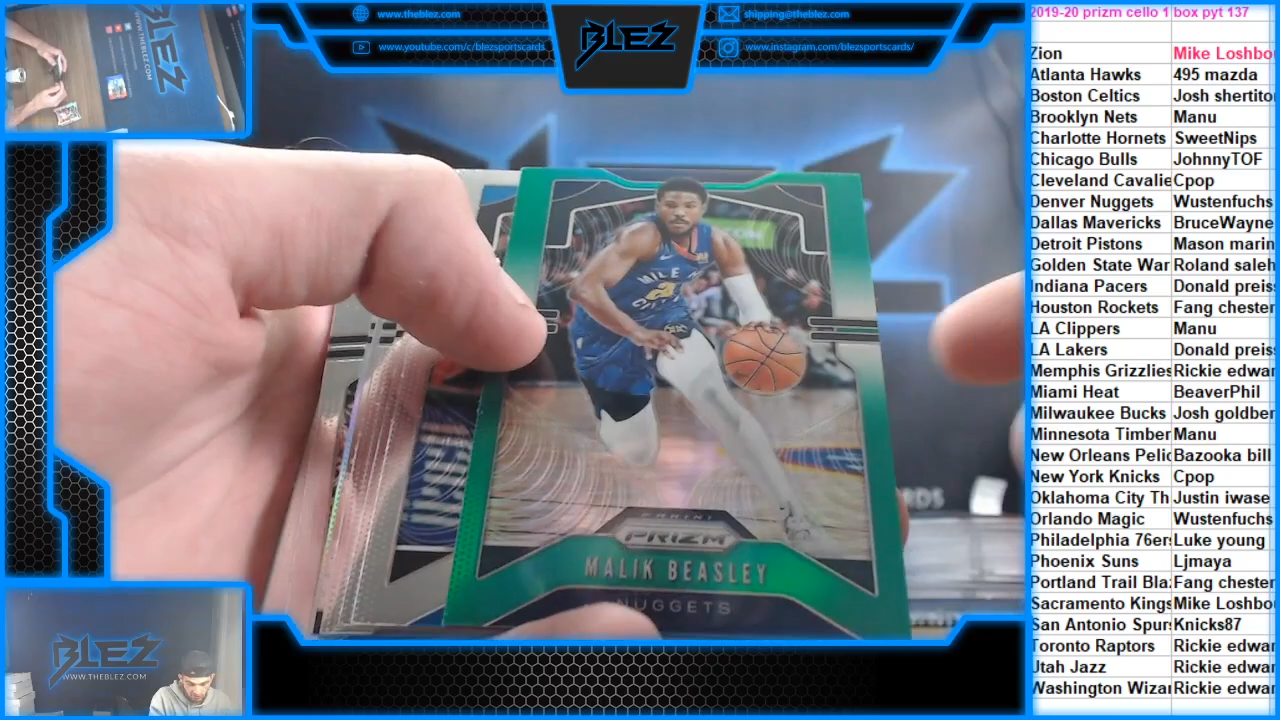 www.theblez.com
shipping@theblez.com
www.youtube.com/c/blezsportscards
www.instagram.com/blezsportscards/
BLEZ
BLEZ
WWW.THEBLEZ.COM
PANINI
PRIZM
MALIK BEASLEY
NUGGETS
BLEZ
WWW.THEBLEZ.COM
2019-20 prizm cello 1 box pyt 137
Zion Mike Loshbo
Atlanta Hawks 495 mazda
Boston Celtics Josh shertito
Brooklyn Nets Manu
Charlotte Hornets SweetNips
Chicago Bulls JohnnyTOF
Cleveland Cavalie Cpop
Denver Nuggets Wustenfuchs
Dallas Mavericks BruceWayne
Detroit Pistons Mason marin
Golden State War Roland saleh
Indiana Pacers Donald preiss
Houston Rockets Fang chester
LA Clippers Manu
LA Lakers Donald preiss
Memphis Grizzlies Rickie edwar
Miami Heat BeaverPhil
Milwaukee Bucks Josh goldber
Minnesota Timber Manu
New Orleans Pelic Bazooka bill
New York Knicks Cpop
Oklahoma City Th Justin iwase
Orlando Magic Wustenfuchs
Philadelphia 76ers Luke young
Phoenix Suns Ljmaya
Portland Trail Bla Fang chester
Sacramento Kings Mike Loshbo
San Antonio Spurs Knicks87
Toronto Raptors Rickie edwar
Utah Jazz Rickie edwar
Washington Wizar Rickie edwar